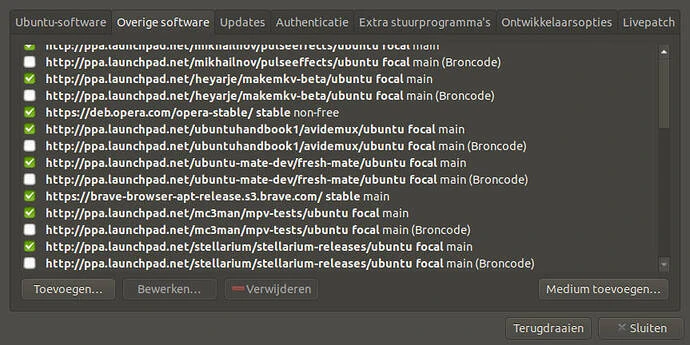 Ubuntu-software Overige software Updates Authenticatie Extra stuurprogramma's Ontwikkelaarsopties Livepatch
http://ppa.launchpad.net/mikhailnov/pulseeffects/ubuntu focal main
http://ppa.launchpad.net/mikhailnov/pulseeffects/ubuntu focal main (Broncode)
http://ppa.launchpad.net/heyarje/makemkv-beta/ubuntu focal main
http://ppa.launchpad.net/heyarje/makemkv-beta/ubuntu focal main (Broncode)
https://deb.opera.com/opera-stable/ stable non-free
http://ppa.launchpad.net/ubuntuhandbook1/avidemux/ubuntu focal main
http://ppa.launchpad.net/ubuntuhandbook1/avidemux/ubuntu focal main (Broncode)
http://ppa.launchpad.net/ubuntu-mate-dev/fresh-mate/ubuntu focal main
http://ppa.launchpad.net/ubuntu-mate-dev/fresh-mate/ubuntu focal main (Broncode)
https://brave-browser-apt-release.s3.brave.com/ stable main
http://ppa.launchpad.net/mc3man/mpv-tests/ubuntu focal main
http://ppa.launchpad.net/mc3man/mpv-tests/ubuntu focal main (Broncode)
http://ppa.launchpad.net/stellarium/stellarium-releases/ubuntu focal main
http://ppa.launchpad.net/stellarium/stellarium-releases/ubuntu focal main (Broncode)
Toevoegen... Bewerken... Verwijderen Medium toevoegen...
Terugdraaien Sluiten